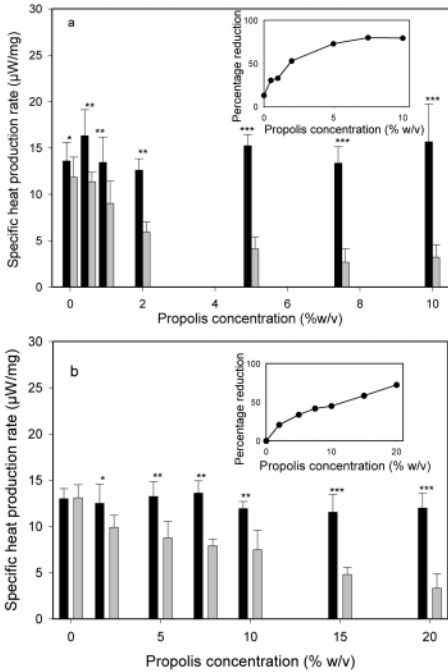 a
Specific heat production rate (µW/mg)
30
25
20
15
10
5
0
* ** ** ** *** *** ***
0 2 4 6 8 10
Propolis concentration (%w/v)
Percentage reduction
100
75
50
25
0
0 5 10
Propolis concentration (% w/v)
b
Specific heat production rate (µW/mg)
30
25
20
15
10
5
0
* ** ** ** *** ***
0 5 10 15 20
Propolis concentration (% w/v)
Percentage reduction
100
50
0
0 10 20
Propolis concentration (% w/v)